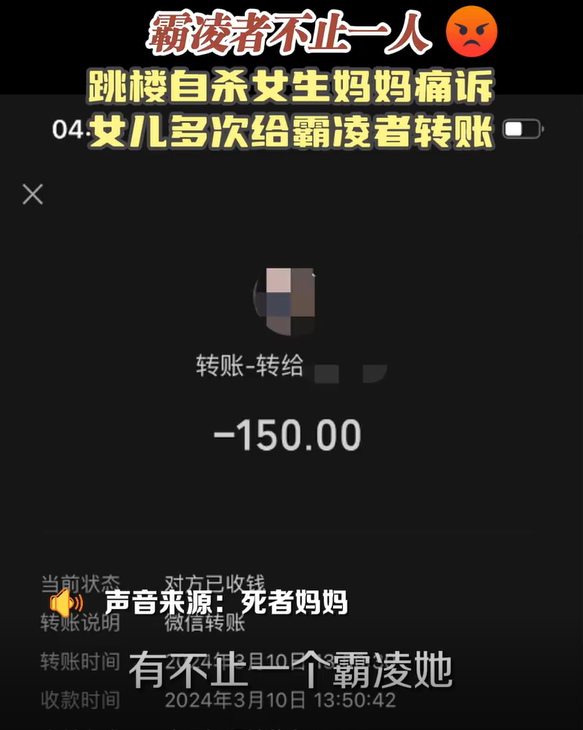 霸凌者不止一人
跳楼自杀女生妈妈痛诉
04.
女儿多次给霸凌者转账
转账-转给
-150.00
当前状态 对方已收钱
声音来源：死者妈妈
转账说明 微信转账
转账时间 2024年3月10日 13
有不止一个霸凌她
收款时间 2024年3月10日 13:50:42